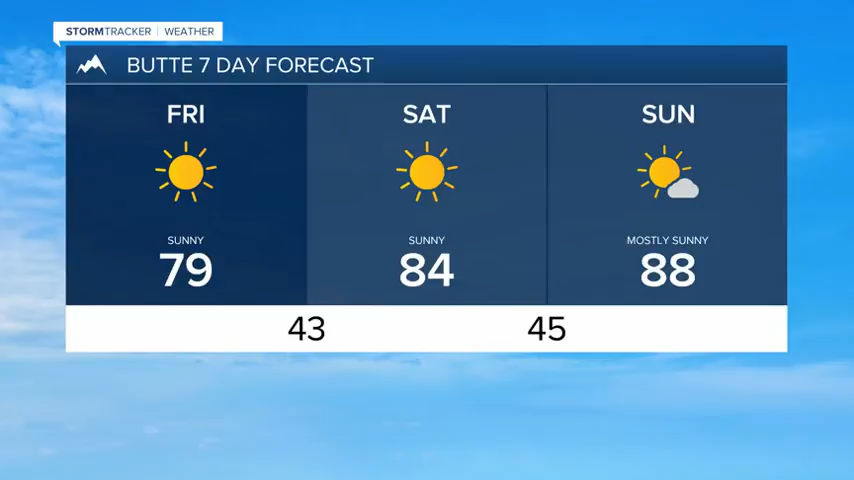 STORMTRACKER | WEATHER
BUTTE 7 DAY FORECAST
FRI SAT SUN
SUNNY SUNNY MOSTLY SUNNY
79 84 88
43 45